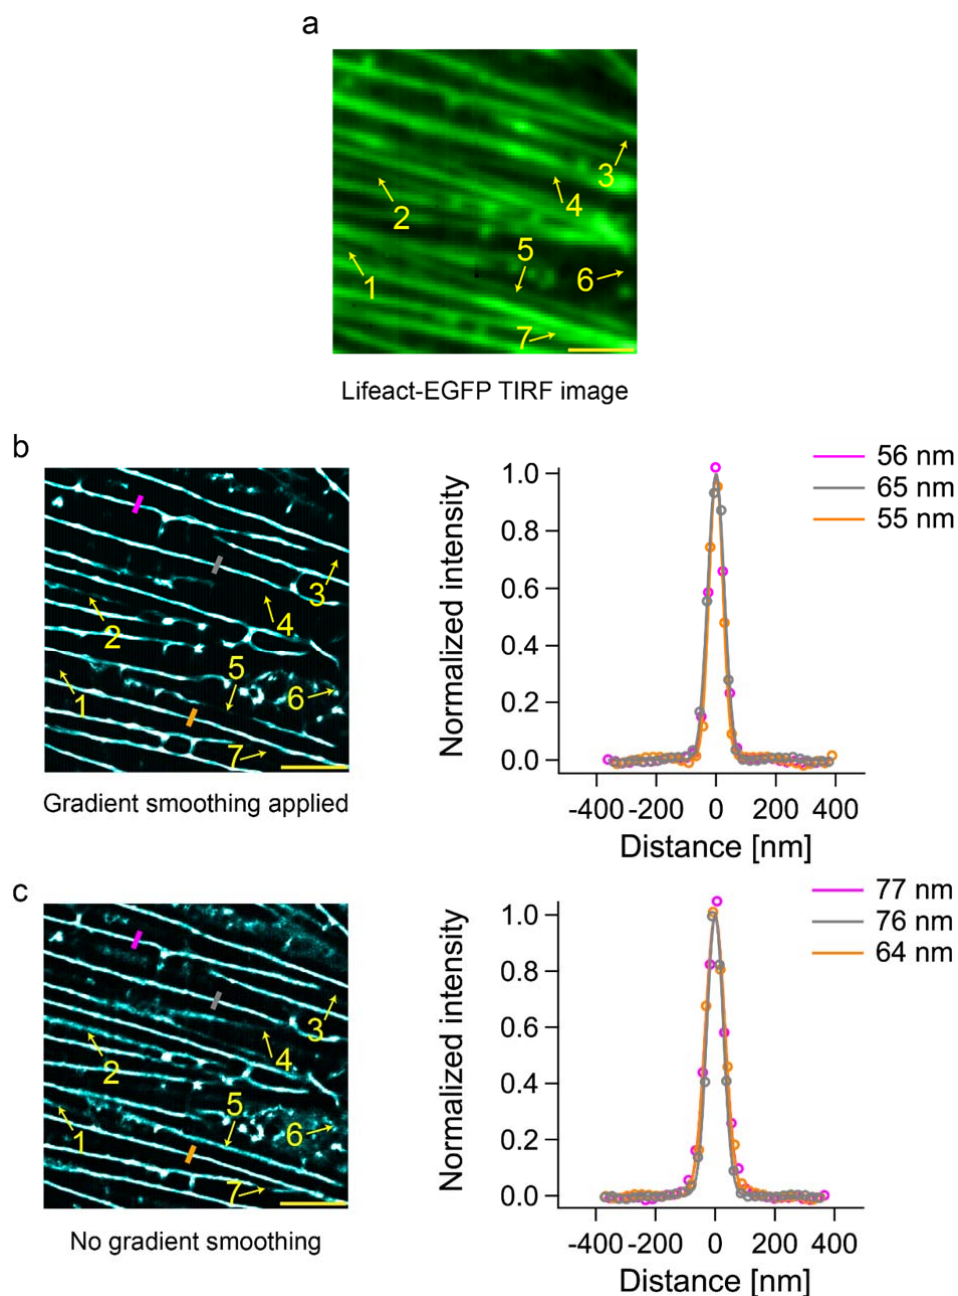 a
3
4
2
5
6
1
7
Lifeact-EGFP TIRF image
b
3
4
2
5
6
1
7
Gradient smoothing applied
Normalized intensity
1.0
0.8
0.6
0.4
0.2
0.0
-400 -200 0 200 400
Distance [nm]
56 nm
65 nm
55 nm
c
3
4
2
5
6
1
7
No gradient smoothing
Normalized intensity
1.0
0.8
0.6
0.4
0.2
0.0
-400 -200 0 200 400
Distance [nm]
77 nm
76 nm
64 nm